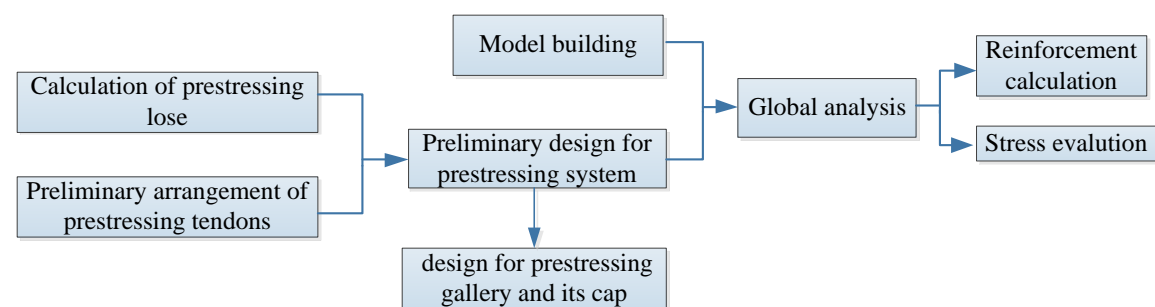 Model building
Reinforcement
calculation
Calculation of prestressing
lose
Global analysis
Preliminary design for
prestressing system
Stress evalution
Preliminary arrangement of
prestressing tendons
design for prestressing
gallery and its cap